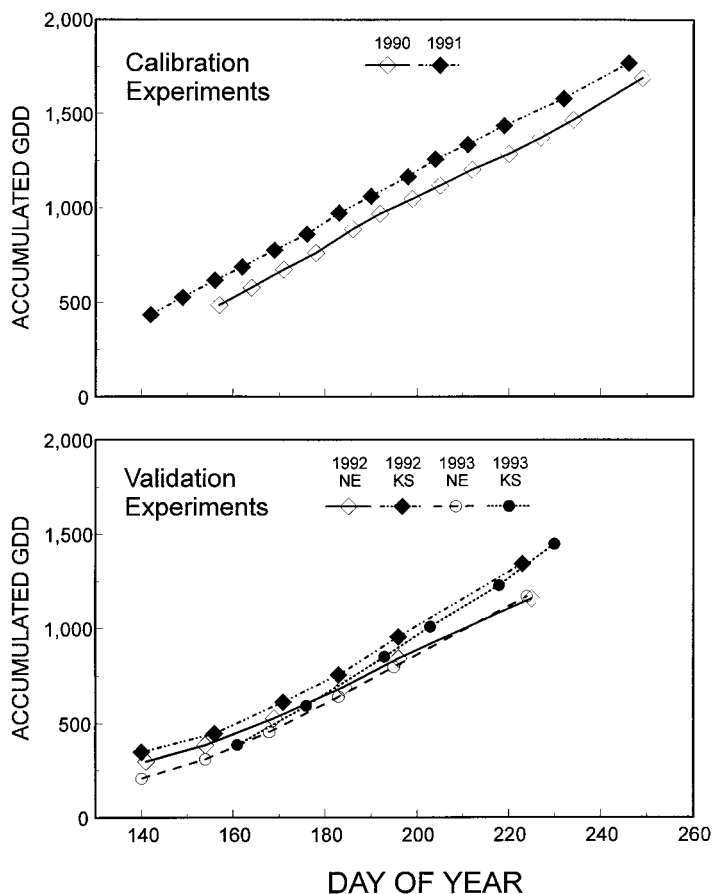 2,000
1,500
1,000
500
0
ACCUMULATED GDD
Calibration
Experiments
1990 1991
2,000
1,500
1,000
500
0
ACCUMULATED GDD
Validation
Experiments
1992 1992 1993 1993
NE KS NE KS
140 160 180 200 220 240 260
DAY OF YEAR